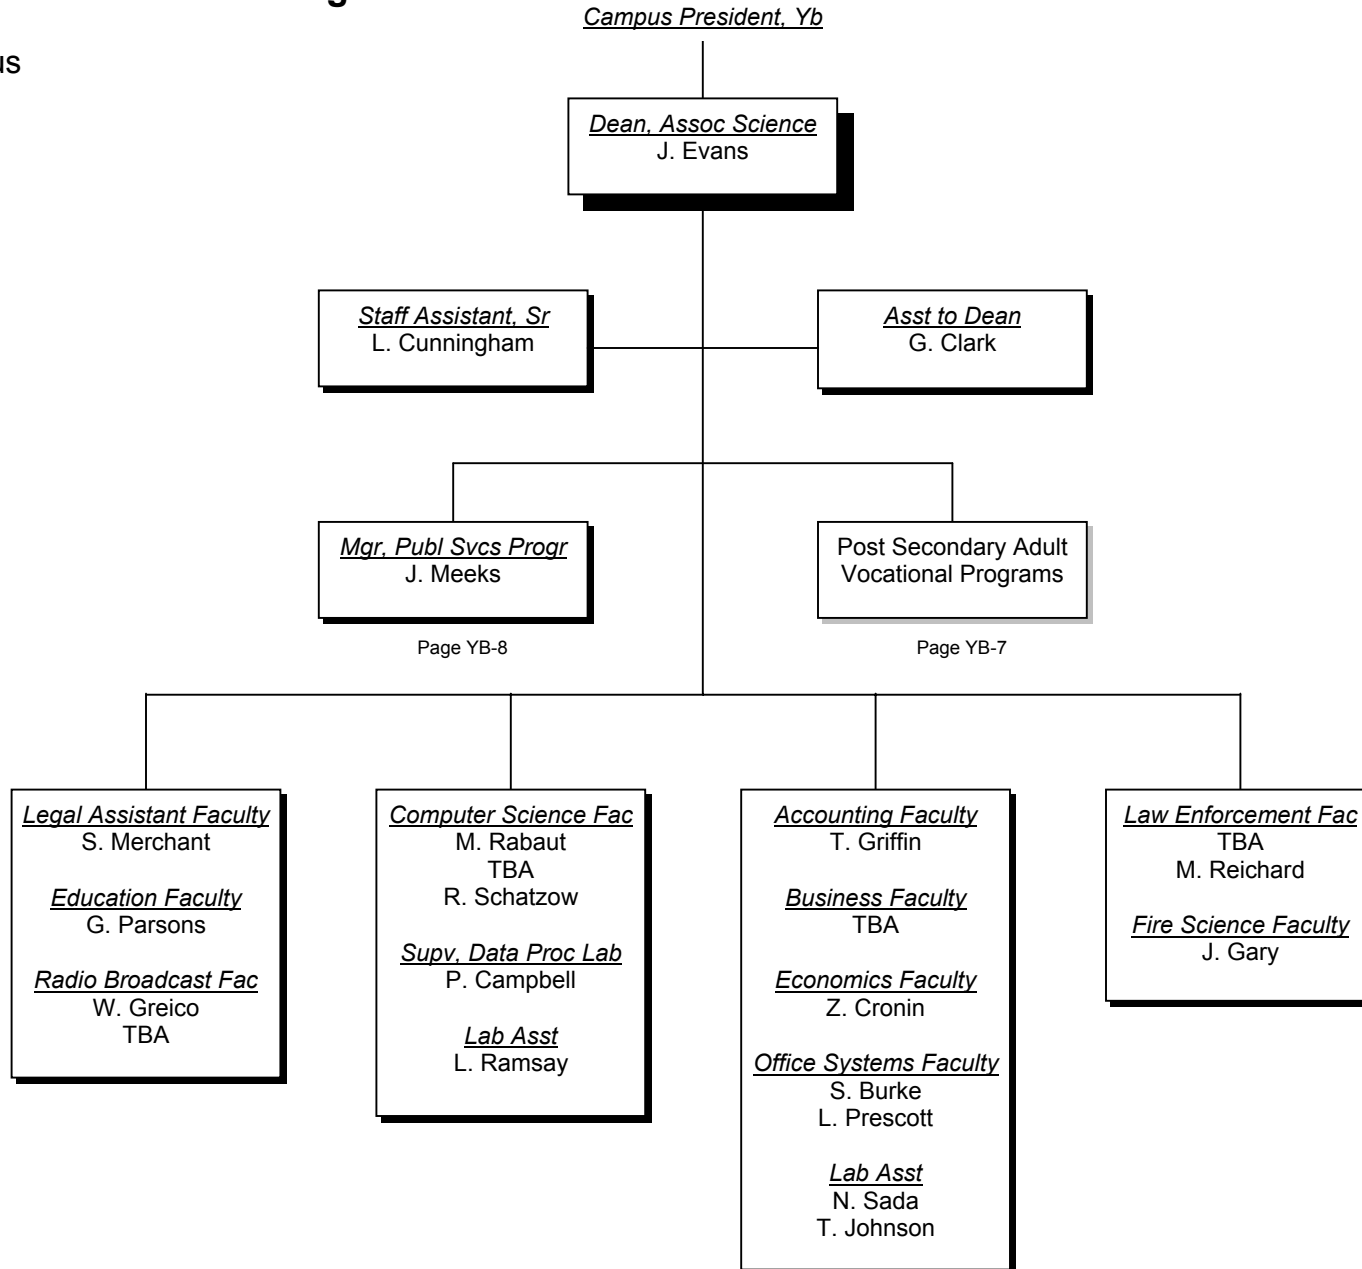 Campus President, Yb
Dean, Assoc Science
J. Evans
Staff Assistant, Sr
L. Cunningham
Asst to Dean
G. Clark
Mgr, Publ Svcs Progr
J. Meeks
Page YB-8
Post Secondary Adult
Vocational Programs
Page YB-7
Legal Assistant Faculty
S. Merchant
Education Faculty
G. Parsons
Radio Broadcast Fac
W. Greico
TBA
Computer Science Fac
M. Rabaut
TBA
R. Schatzow
Supv, Data Proc Lab
P. Campbell
Lab Asst
L. Ramsay
Accounting Faculty
T. Griffin
Business Faculty
TBA
Economics Faculty
Z. Cronin
Office Systems Faculty
S. Burke
L. Prescott
Lab Asst
N. Sada
T. Johnson
Law Enforcement Fac
TBA
M. Reichard
Fire Science Faculty
J. Gary